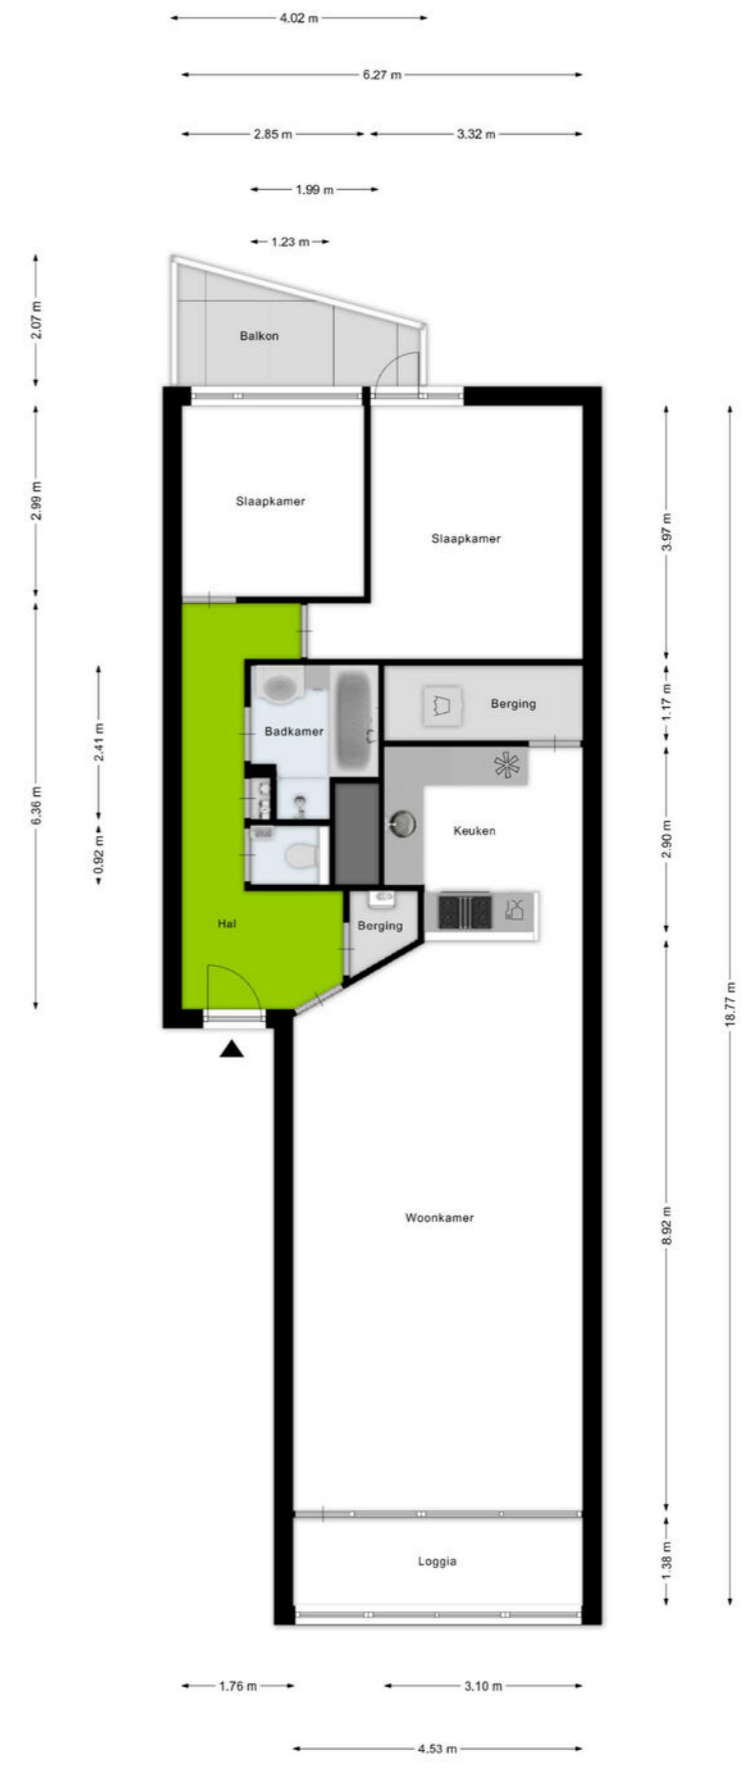 4.02 m
6.27 m
2.85 m
3.32 m
1.99 m
1.23 m
2.07 m
Balkon
2.99 m
Slaapkamer
Slaapkamer
3.97 m
2.41 m
1.17 m
Badkamer
Berging
6.36 m
0.92 m
Keuken
2.90 m
Hal
Berging
18.77 m
Woonkamer
8.92 m
Loggia
1.38 m
1.76 m
3.10 m
4.53 m